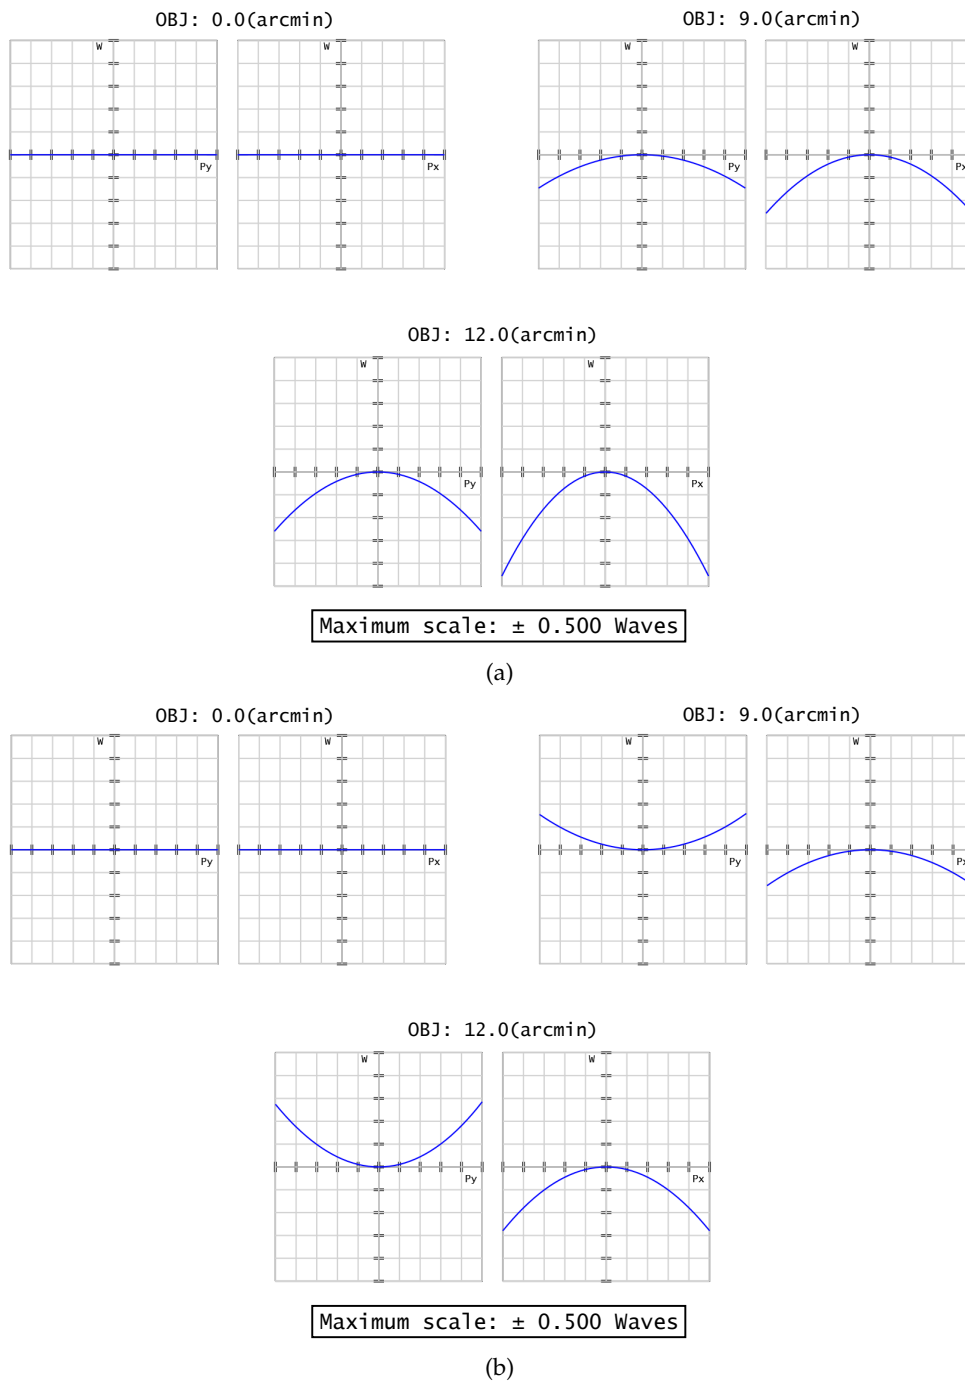 OBJ: 0.0(arcmin)
OBJ: 9.0(arcmin)
W
W
W
W
Py
Px
Py
Px
OBJ: 12.0(arcmin)
W
W
Py
Px
Maximum scale: ± 0.500 Waves
(a)
OBJ: 0.0(arcmin)
OBJ: 9.0(arcmin)
W
W
W
W
Py
Px
Py
Px
OBJ: 12.0(arcmin)
W
W
Py
Px
Maximum scale: ± 0.500 Waves
(b)